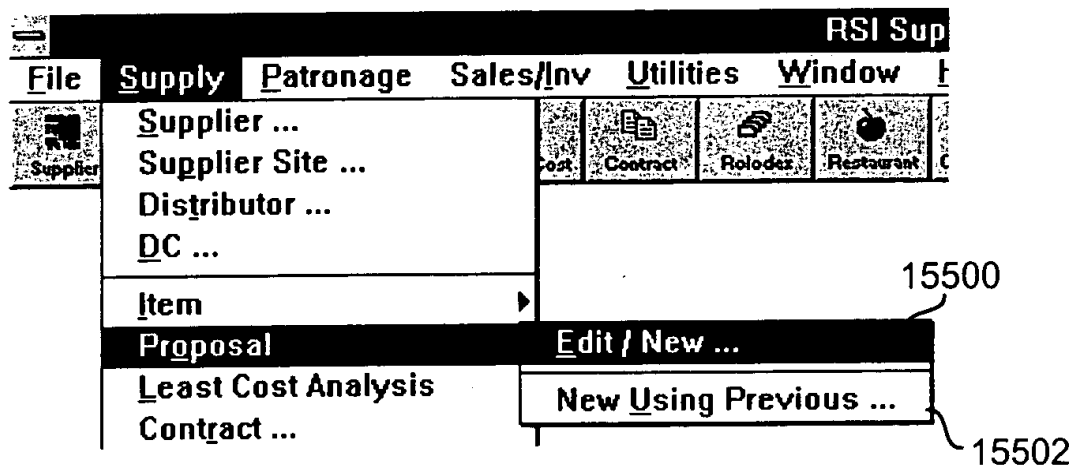 RSI Sup
File Supply Patronage Sales/Inv Utilities Window H
Supplier Cost Contract Rolodex Restaurant
Supplier ...
Supplier Site ...
Distributor ...
DC ...
15500
Item
Proposal
Edit / New ...
Least Cost Analysis
New Using Previous ...
Contract ...
15502